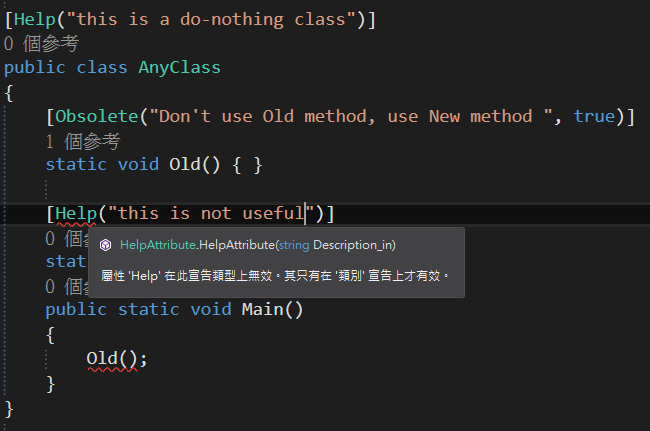 [Help("this is a do-nothing class")]
0 個參考
public class AnyClass
{
[Obsolete("Don't use Old method, use New method ", true)]
1 個參考
static void Old() { }
[Help("this is not useful")]
0 個參
HelpAttribute.HelpAttribute(string Description_in)
stat
屬性 'Help' 在此宣告類型上無效。其只有在 '類別' 宣告上才有效。
0 個參
public static void Main()
{
Old();
}
}